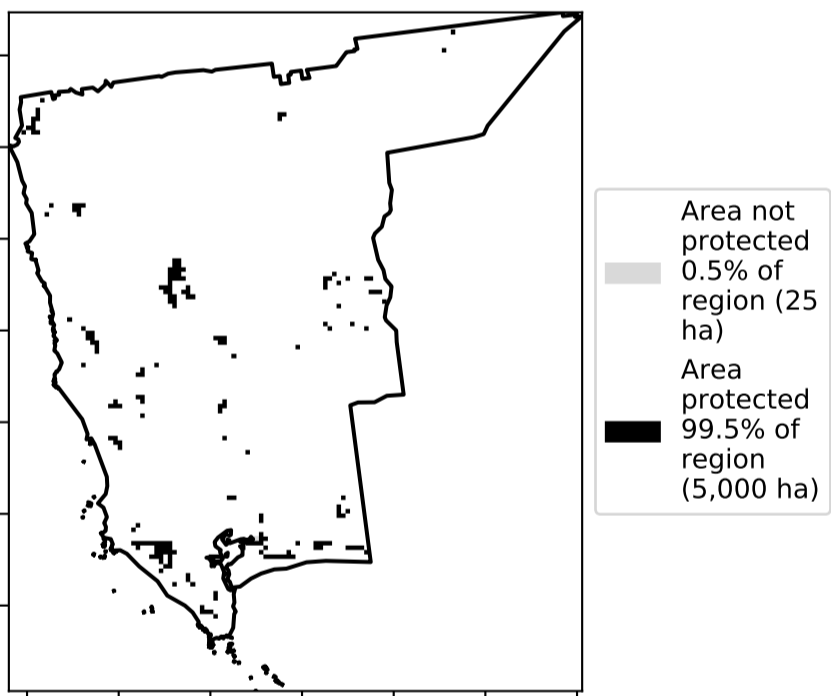 Area not
protected
0.5% of
region (25
ha)
Area
protected
99.5% of
region
(5,000 ha)